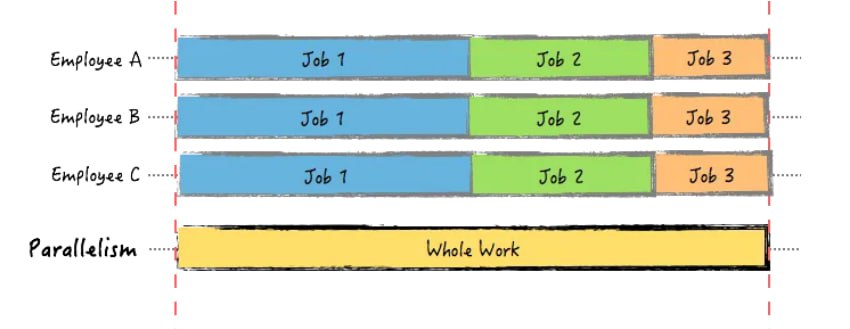 Employee A Job 1 Job 2 Job 3
Employee B Job 1 Job 2 Job 3
Employee C Job 1 Job 2 Job 3
Parallelism Whole Work